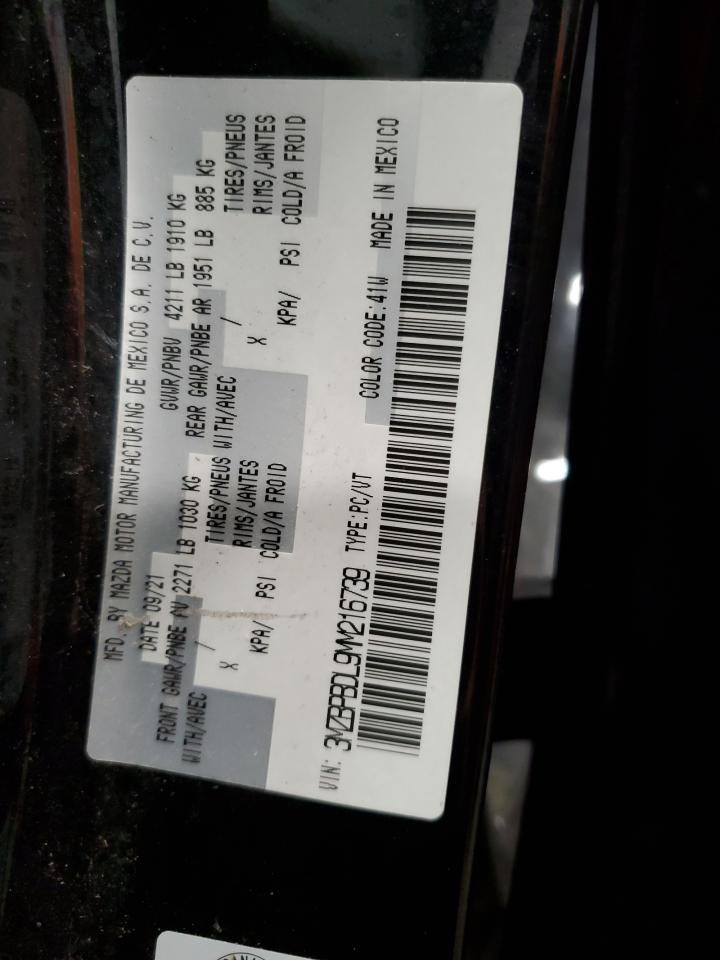 MFD. BY MAZDA MOTOR MANUFACTURING DE MEXICO S.A. DE C.V.
DATE 09/21 GVWR/PNBV 4211 LB 1910 KG
FRONT GAWR/PNBE AV 2271 LB 1030 KG REAR GAWR/PNBE AR 1951 LB 885 KG
WITH/AVEC TIRES/PNEUS WITH/AVEC TIRES/PNEUS
X / RIMS/JANTES X / RIMS/JANTES
KPA/ PSI COLD/A FROID KPA/ PSI COLD/A FROID
VIN: 3MZBPBDL9MM216739 TYPE:PC/VT COLOR CODE:41W MADE IN MEXICO